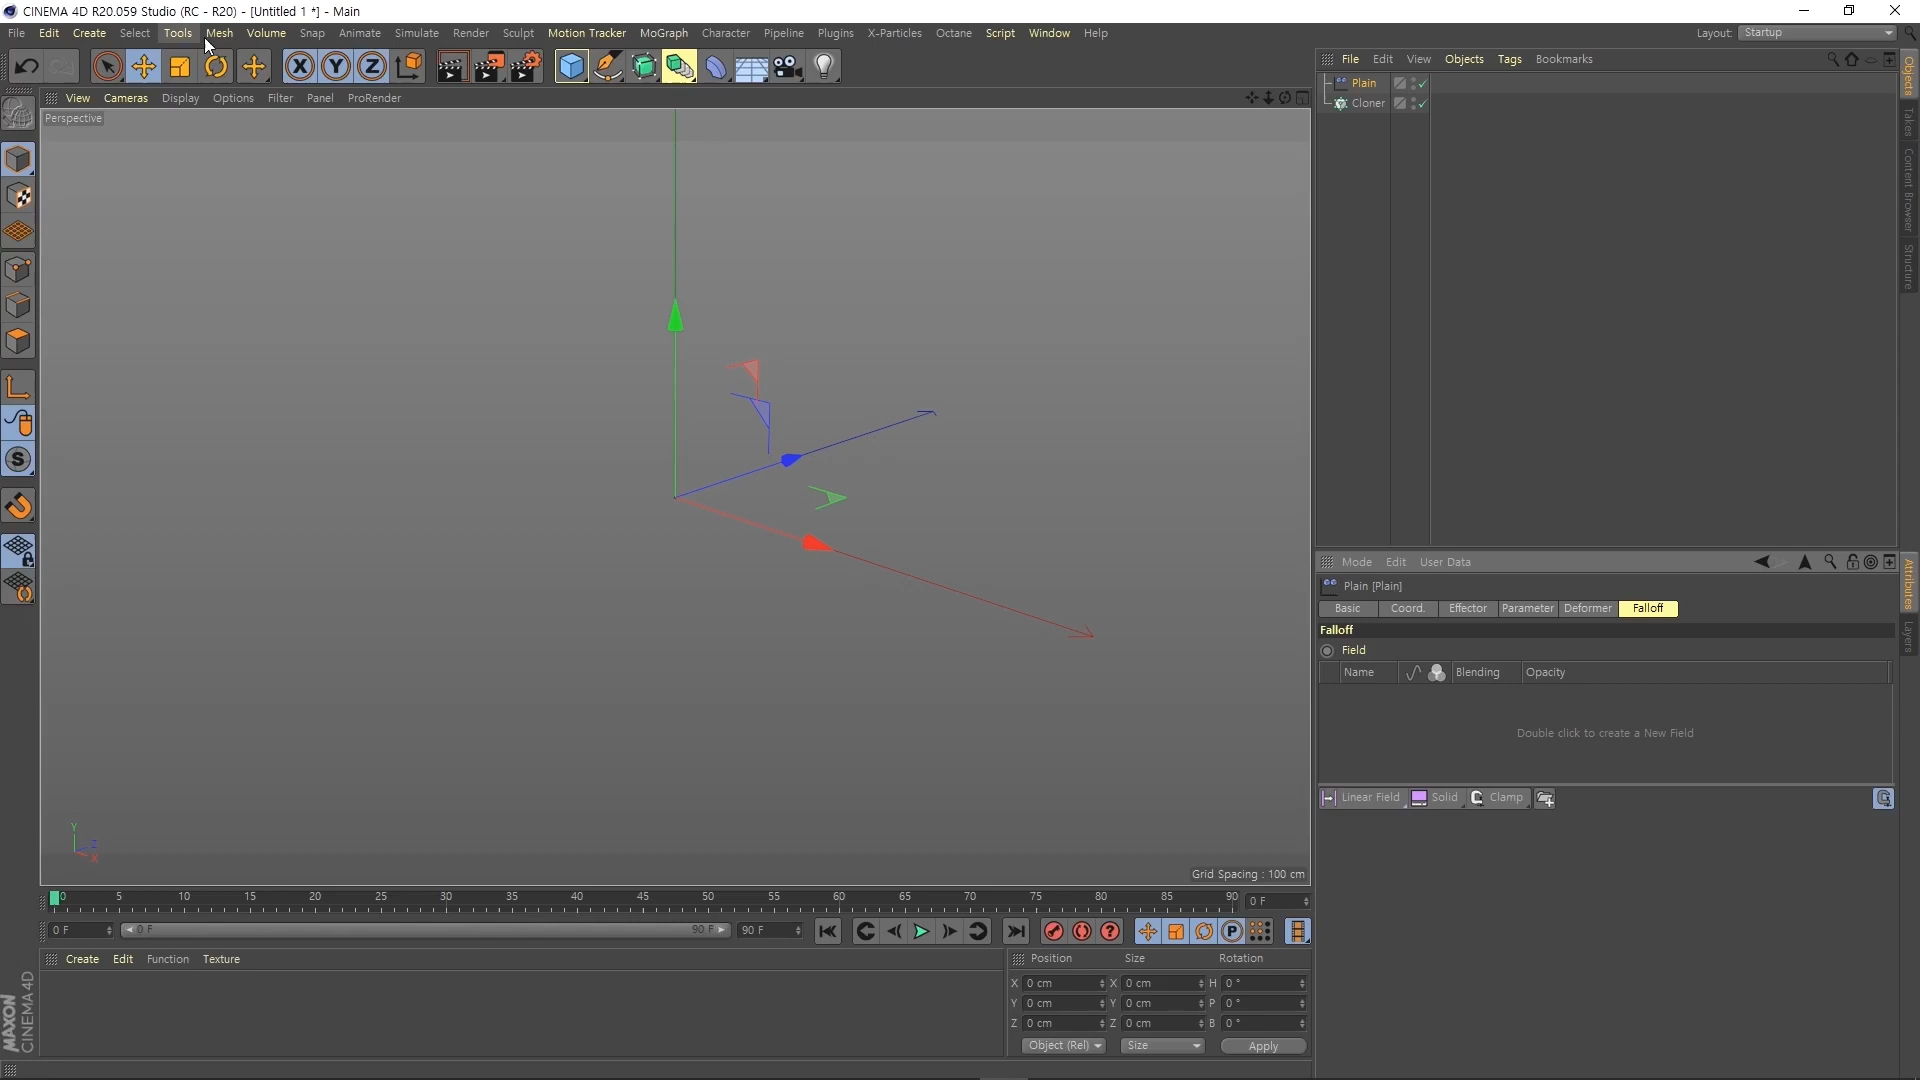 CINEMA 4D R20.059 Studio (RC - R20) - [Untitled 1 *] - Main
File Edit Create Select Tools Mesh Volume Snap Animate Simulate Render Sculpt Motion Tracker MoGraph Character Pipeline Plugins X-Particles Octane Script Window Help Layout: Startup
X Y Z
File Edit View Objects Tags Bookmarks
View Cameras Display Options Filter Panel ProRender
Perspective
Plain
Cloner
Objects
Takes
Content Browser
Structure
S
Mode Edit User Data
Plain [Plain]
Basic Coord. Effector Parameter Deformer Falloff
Falloff
Field
Name Blending Opacity
Double click to create a New Field
Linear Field Solid Clamp
Attributes
Layers
Y
Z
X
Grid Spacing : 100 cm
0 5 10 15 20 25 30 35 40 45 50 55 60 65 70 75 80 85 90 0 F
0 F 0 F 90 F 90 F P
Create Edit Function Texture
Position Size Rotation
X 0 cm X 0 cm H 0 °
Y 0 cm Y 0 cm P 0 °
Z 0 cm Z 0 cm B 0 °
Object (Rel) Size Apply
MAXON
CINEMA 4D